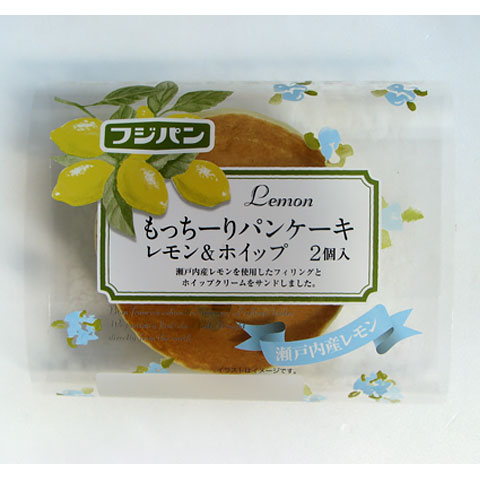 フジパン
Lemon
もっちーりパンケーキ
レモン&ホイップ 2個入
瀬戸内産レモンを使用したフィリングと
ホイップクリームをサンドしました。
瀬戸内産レモン
イラストはイメージです。